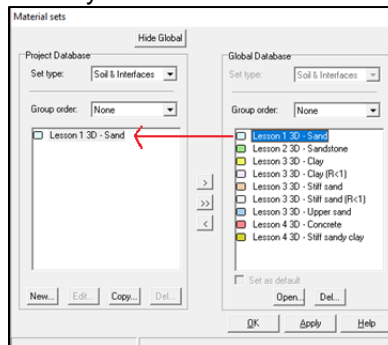 Material sets
Hide Global
Project Database
Set type: Soil & Interfaces
Group order: None
Lesson 1 3D - Sand
New... Edit... Copy... Del...
>
>>
<
Global Database
Set type: Soil & Interfaces
Group order: None
Lesson 1 3D - Sand
Lesson 2 3D - Sandstone
Lesson 3 3D - Clay
Lesson 3 3D - Clay (R<1)
Lesson 3 3D - Stiff sand
Lesson 3 3D - Stiff sand (R<1)
Lesson 3 3D - Upper sand
Lesson 4 3D - Concrete
Lesson 4 3D - Stiff sandy clay
Set as default
Open... Del...
OK Apply Help